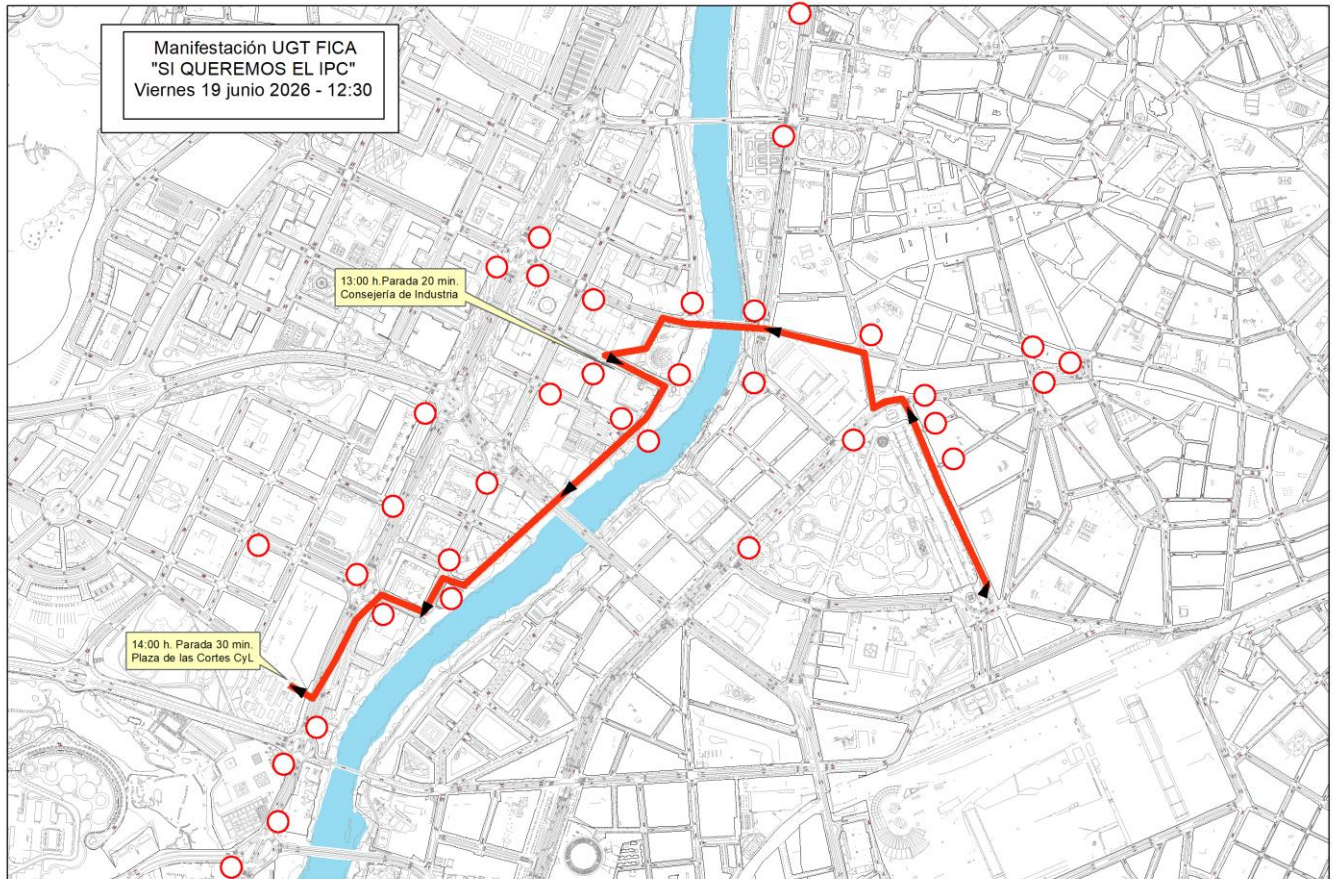 Manifestación UGT FICA
"SI QUEREMOS EL IPC"
Viernes 19 junio 2026 - 12:30
13:00 h.Parada 20 min.
Consejería de Industria
14:00 h. Parada 30 min.
Plaza de las Cortes CyL